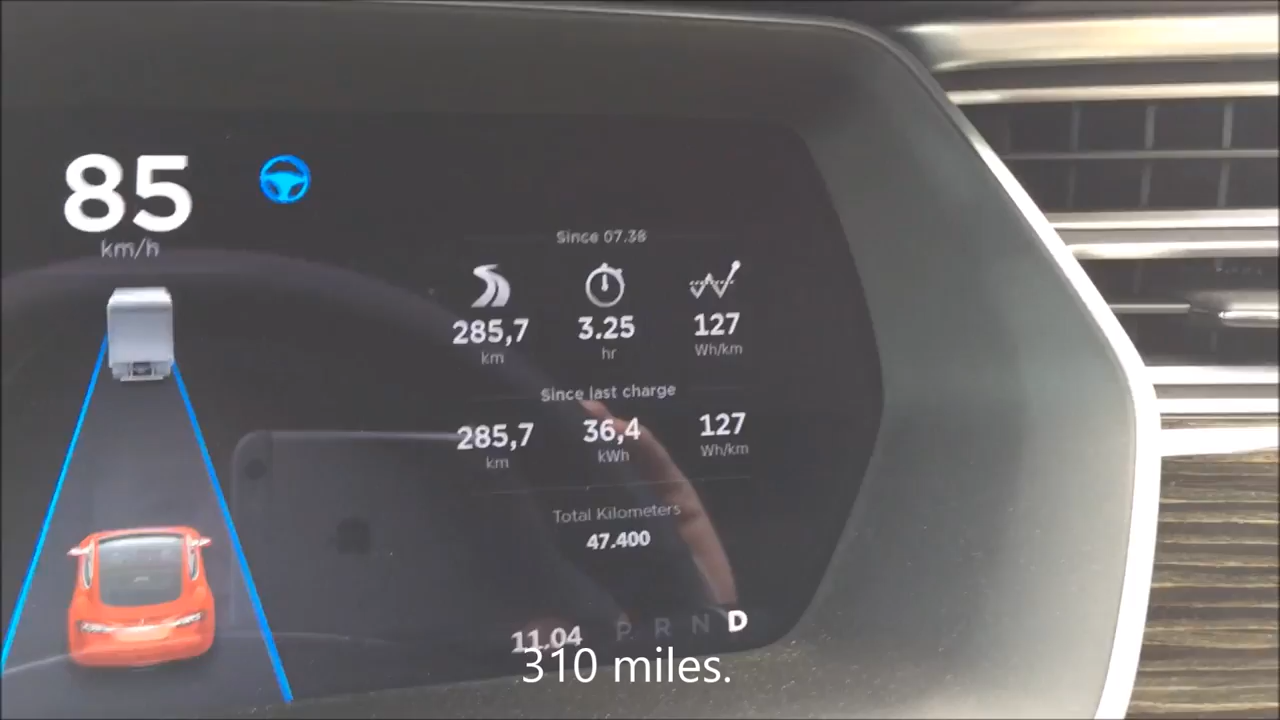 85
km/h
Since 07.38
285,7 3.25 127
km hr Wh/km
Since last charge
285,7 36,4 127
km kWh Wh/km
Total Kilometers
47.400
11.04 P R N D
310 miles.